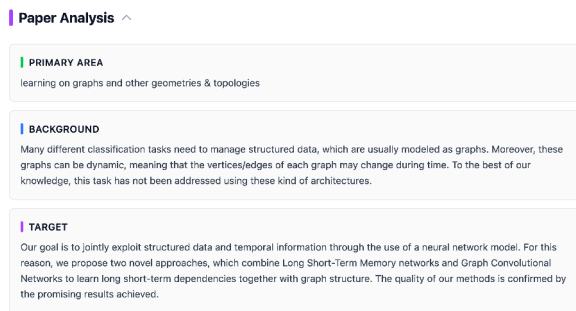 Paper Analysis
PRIMARY AREA
learning on graphs and other geometries & topologies
BACKGROUND
Many different classification tasks need to manage structured data, which are usually modeled as graphs. Moreover, these
graphs can be dynamic, meaning that the vertices/edges of each graph may change during time. To the best of our
knowledge, this task has not been addressed using these kind of architectures.
TARGET
Our goal is to jointly exploit structured data and temporal information through the use of a neural network model. For this
reason, we propose two novel approaches, which combine Long Short-Term Memory networks and Graph Convolutional
Networks to learn long short-term dependencies together with graph structure. The quality of our methods is confirmed by
the promising results achieved.